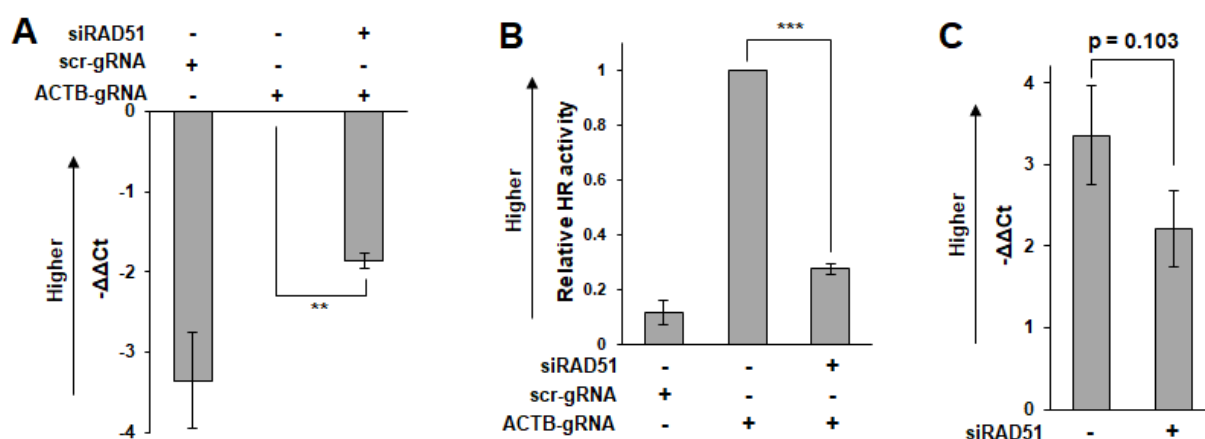 A
siRAD51 - - +
scr-gRNA + - -
ACTB-gRNA - + +
0
-1
-2
-3
-4
Higher
-ΔΔCt
**
B
***
1
0.8
0.6
0.4
0.2
0
Higher
Relative HR activity
siRAD51 - - +
scr-gRNA + - -
ACTB-gRNA - + +
C
p = 0.103
4
3
2
1
0
Higher
-ΔΔCt
siRAD51 - +